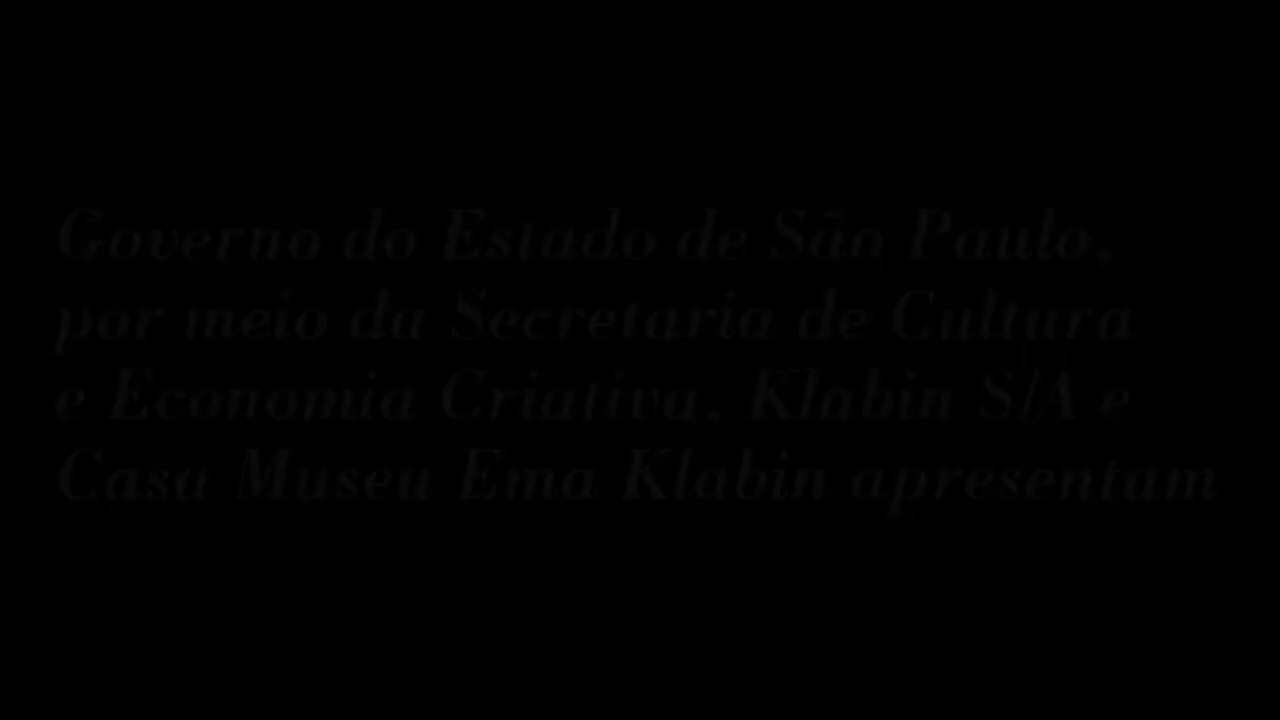 Governo do Estado de São Paulo,
por meio da Secretaria de Cultura
e Economia Criativa, Klabin S/A e
Casa Museu Ema Klabin apresentam